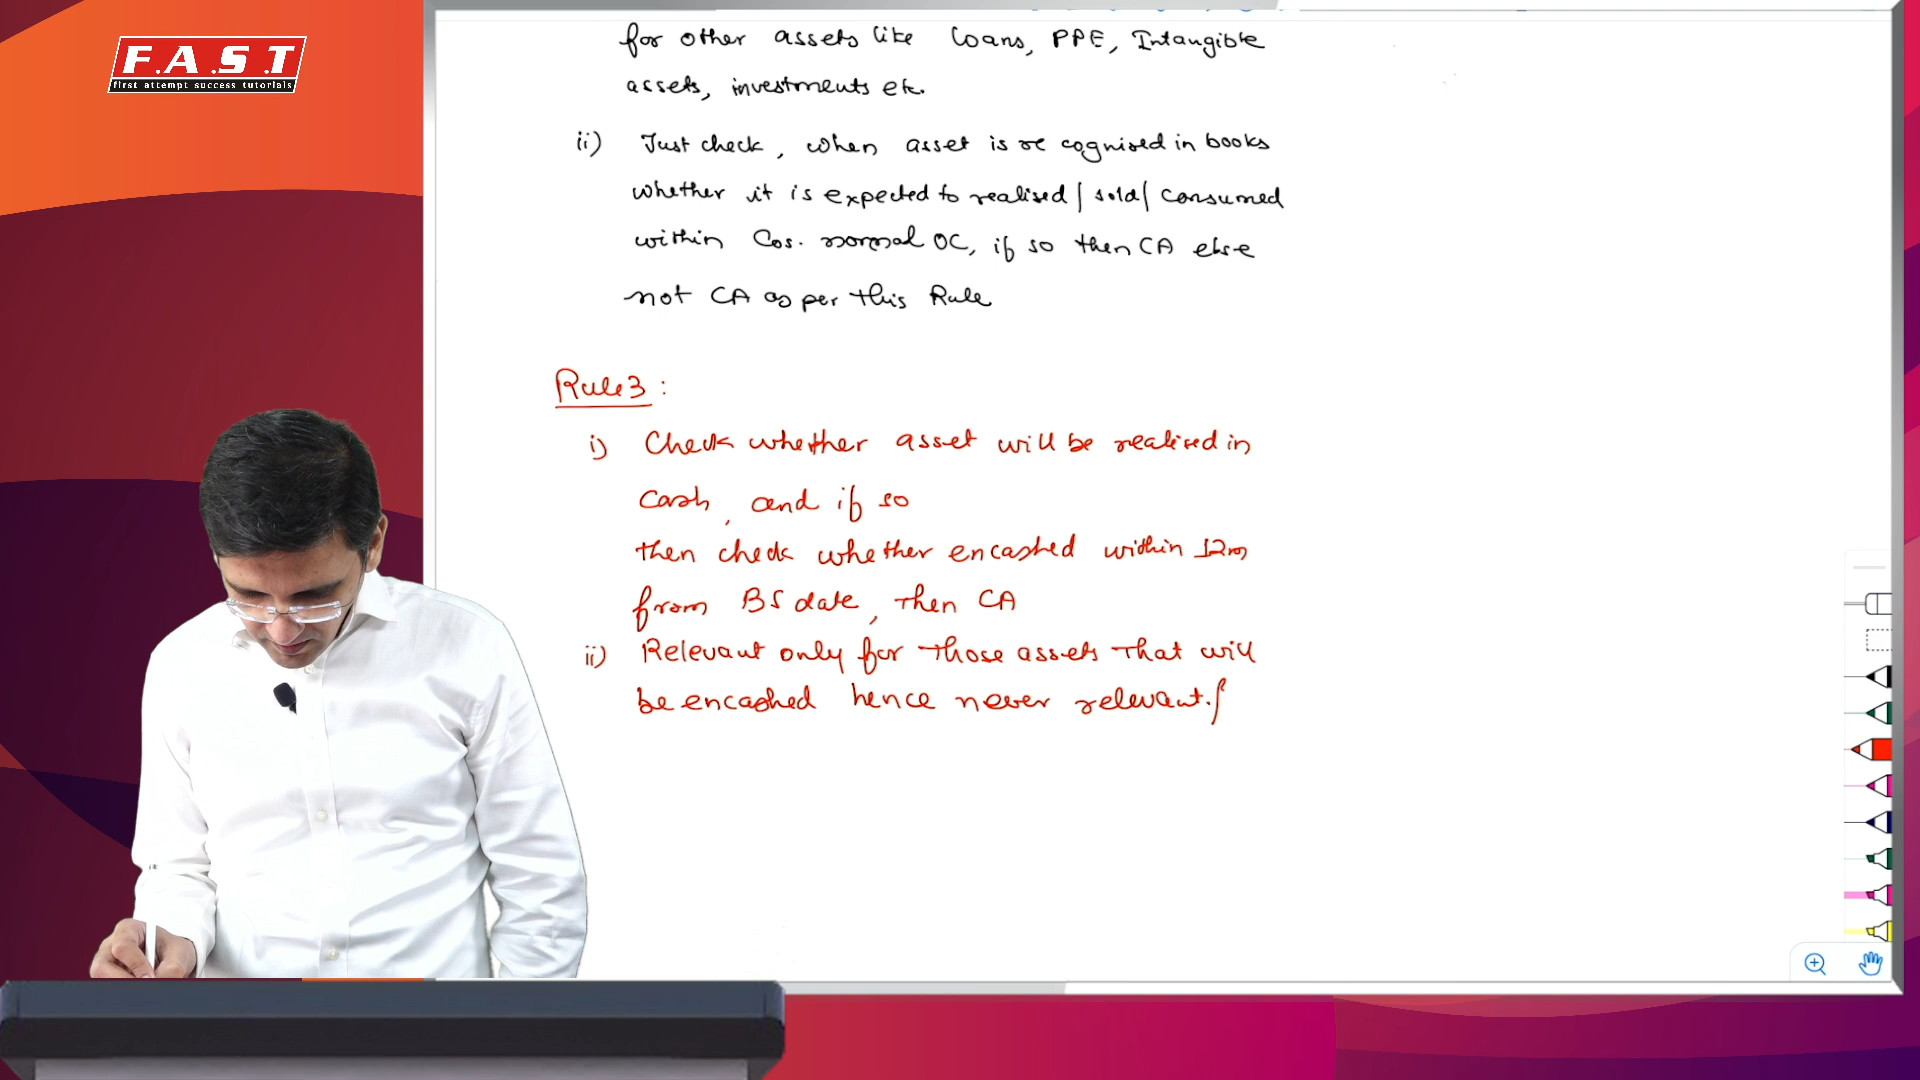 F.A.S.T
first attempt success tutorials
for other assets like Loans, PPE, Intangible
assets, investments etc.
ii) Just check, when asset is recognised in books
whether it is expected to realised / sold / consumed
within Cos. normal OC, if so then CA else
not CA as per this Rule
Rule 3 :
i) Check whether asset will be realised in
cash, and if so
then check whether encashed within 12m
from BS date, then CA
ii) Relevant only for those assets that will
be encashed hence never relevant f